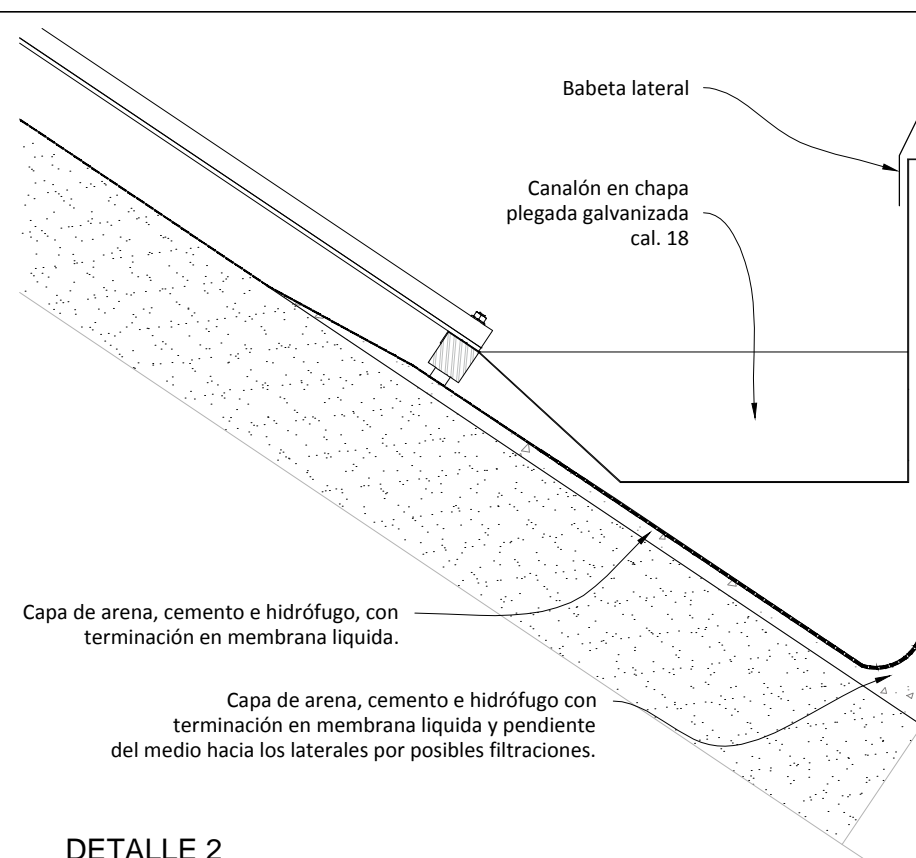 Babeta lateral
Canalón en chapa
plegada galvanizada
cal. 18
Capa de arena, cemento e hidrófugo, con
terminación en membrana liquida.
Capa de arena, cemento e hidrófugo con
terminación en membrana liquida y pendiente
del medio hacia los laterales por posibles filtraciones.
DETALLE 2